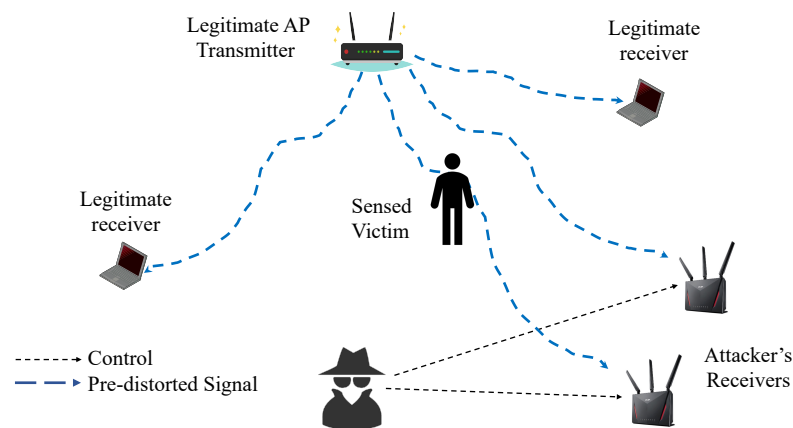 Legitimate AP
Transmitter
Legitimate
receiver
Legitimate
receiver
Sensed
Victim
Control
Pre-distorted Signal
Attacker’s
Receivers